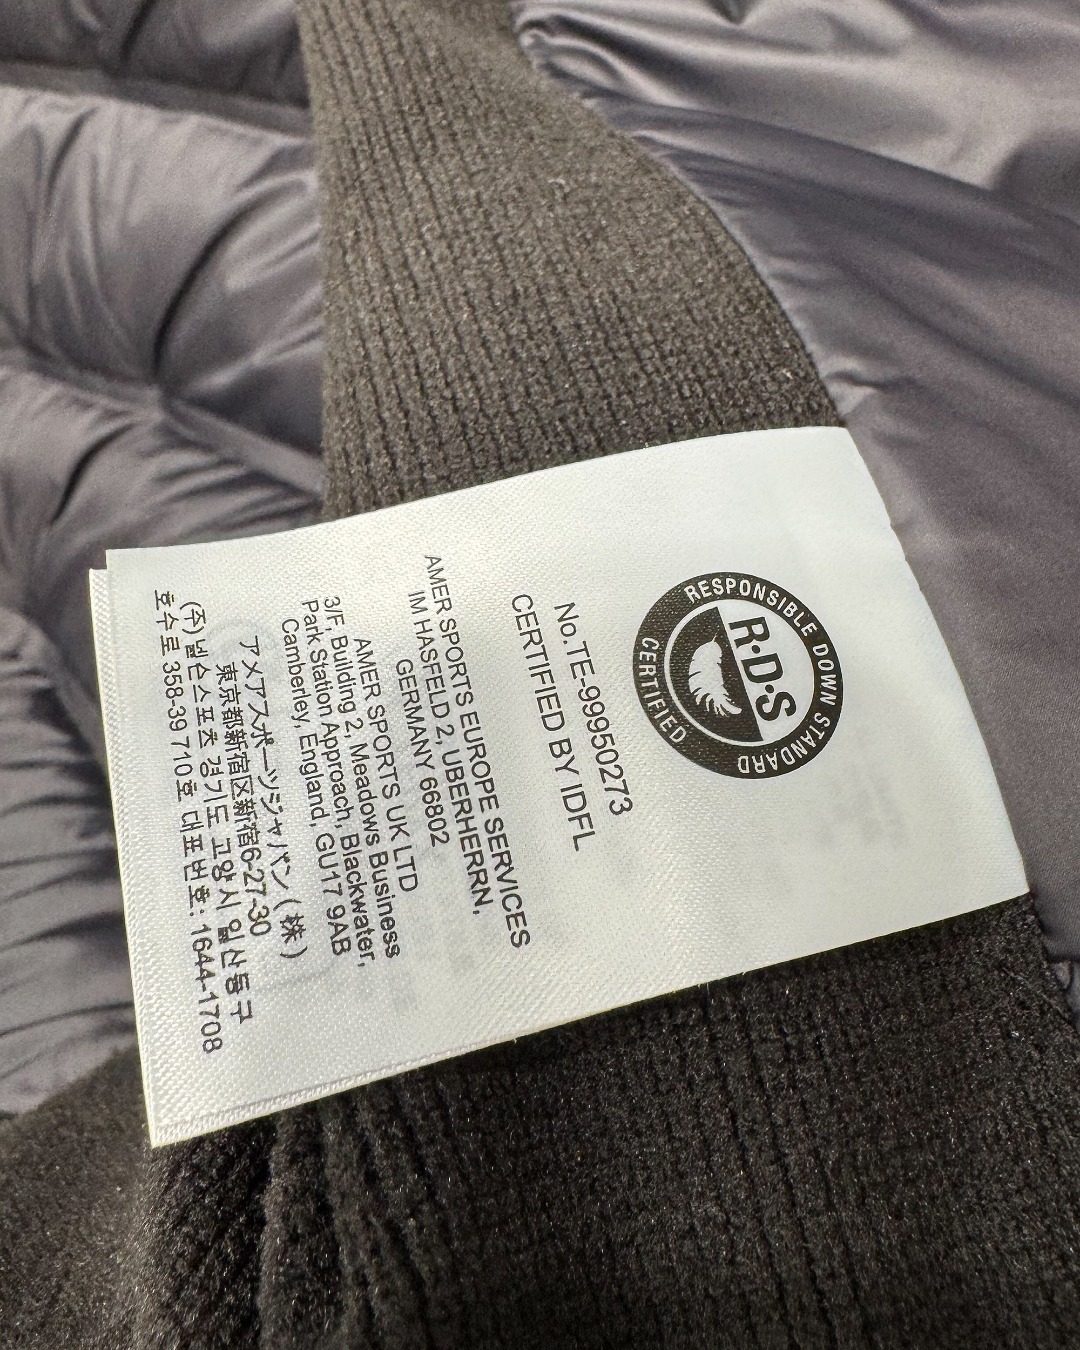 RESPONSIBLE DOWN STANDARD
R·D·S
CERTIFIED
No.TE-99950273
CERTIFIED BY IDFL
AMER SPORTS EUROPE SERVICES
IM HASFELD 2, UBERHERRN,
GERMANY 66802
AMER SPORTS UK LTD
3/F, Building 2, Meadows Business
Park Station Approach, Blackwater,
Camberley, England, GU17 9AB
アメアスポーツジャパン(株)
東京都新宿区新宿6-27-30
(주)넬슨스포츠 경기도 고양시 일산동구
호수로 358-39 710호 대표번호: 1644-1708